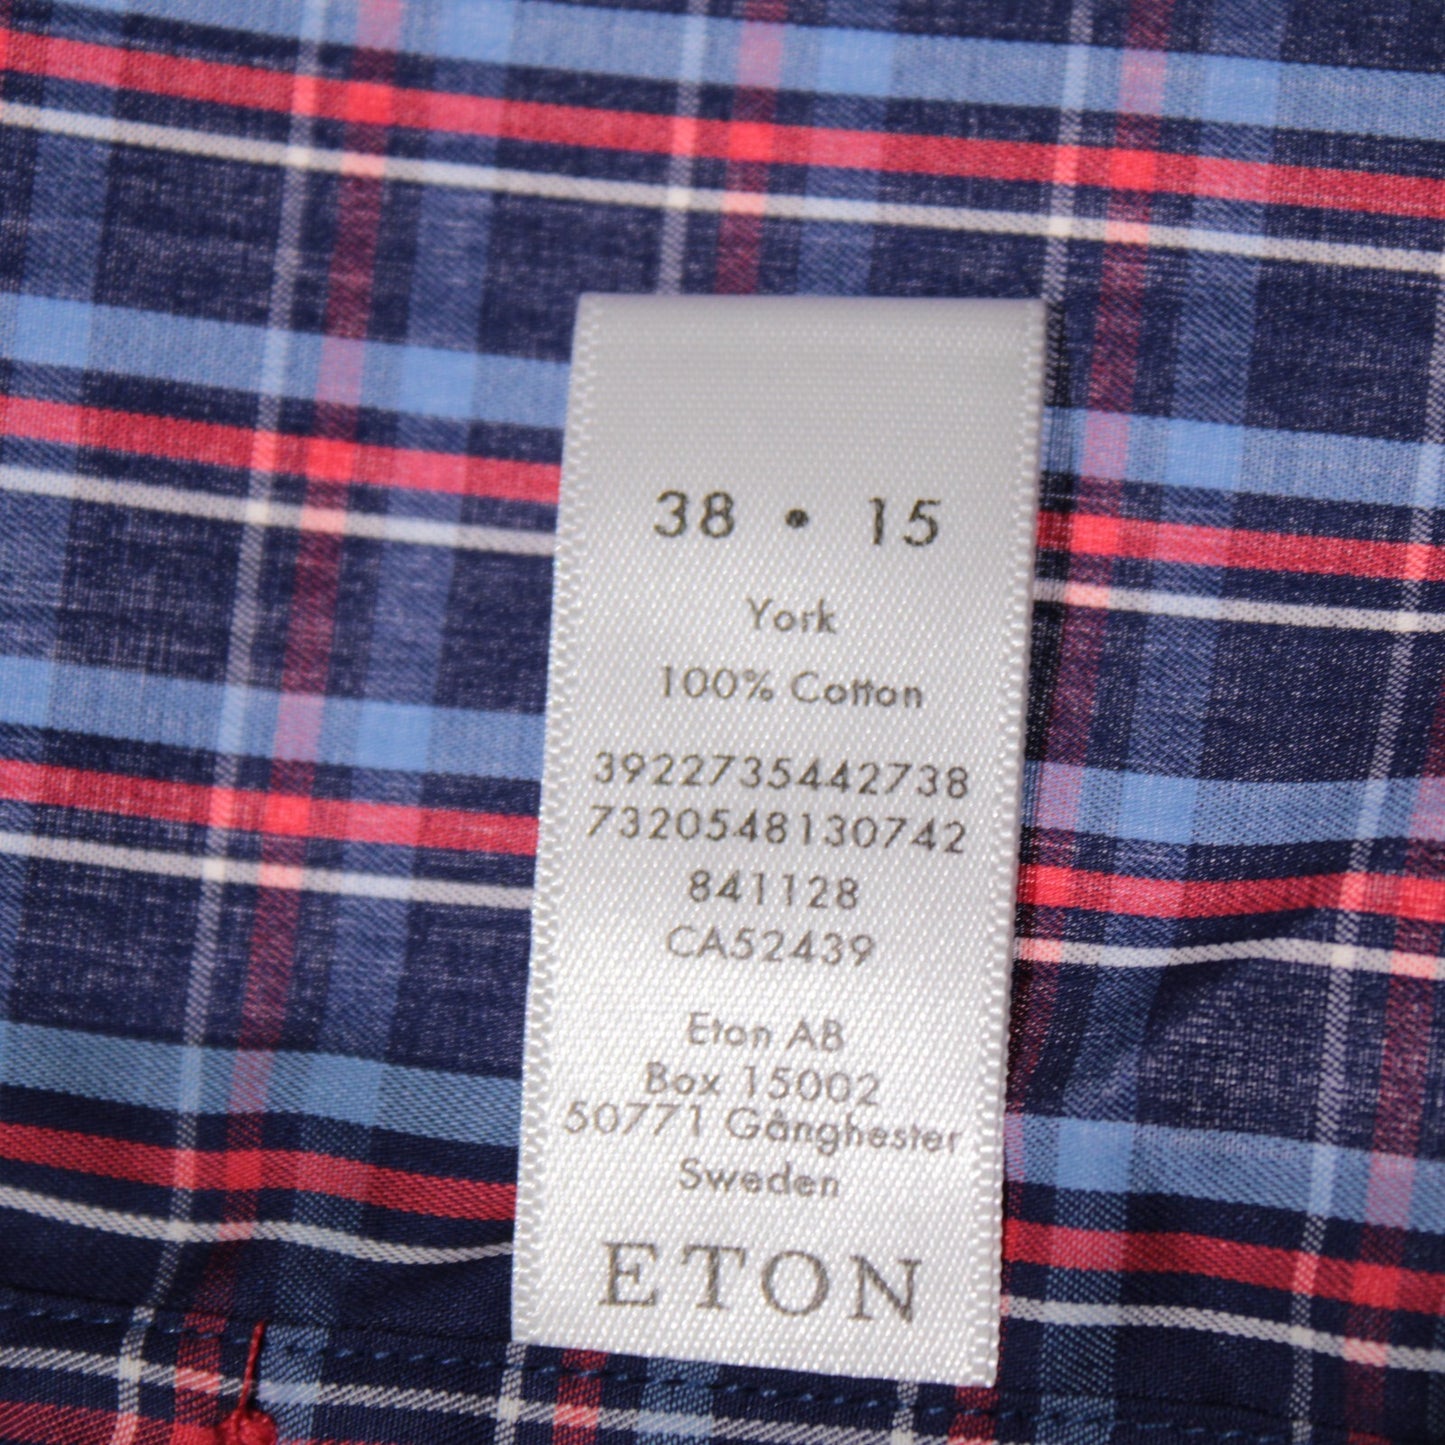 38 • 15
York
100% Cotton
3922735442738
7320548130742
841128
CA52439
Eton AB
Box 15002
50771 Gånghester
Sweden
ETON